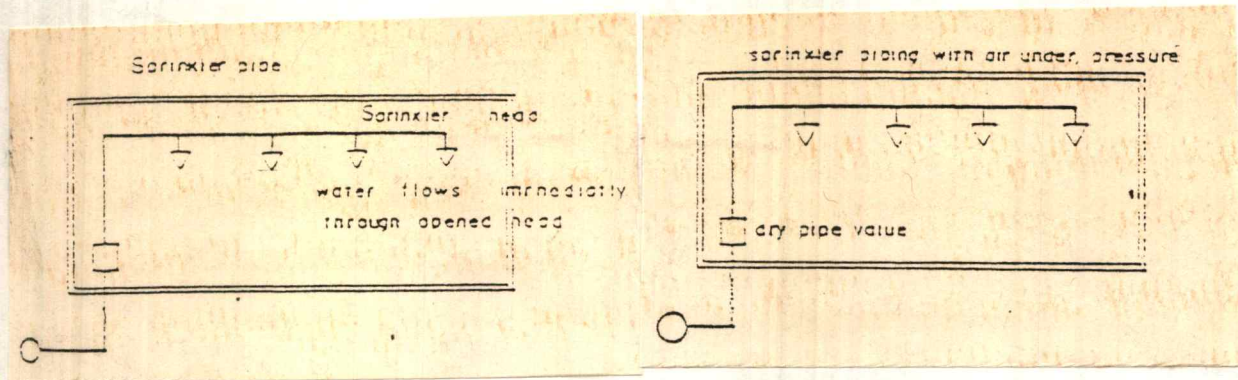 Sprinkler pipe
Sprinkler head
water flows immediatly
through opened head
sprinkler piping with air under, pressure
dry pipe value